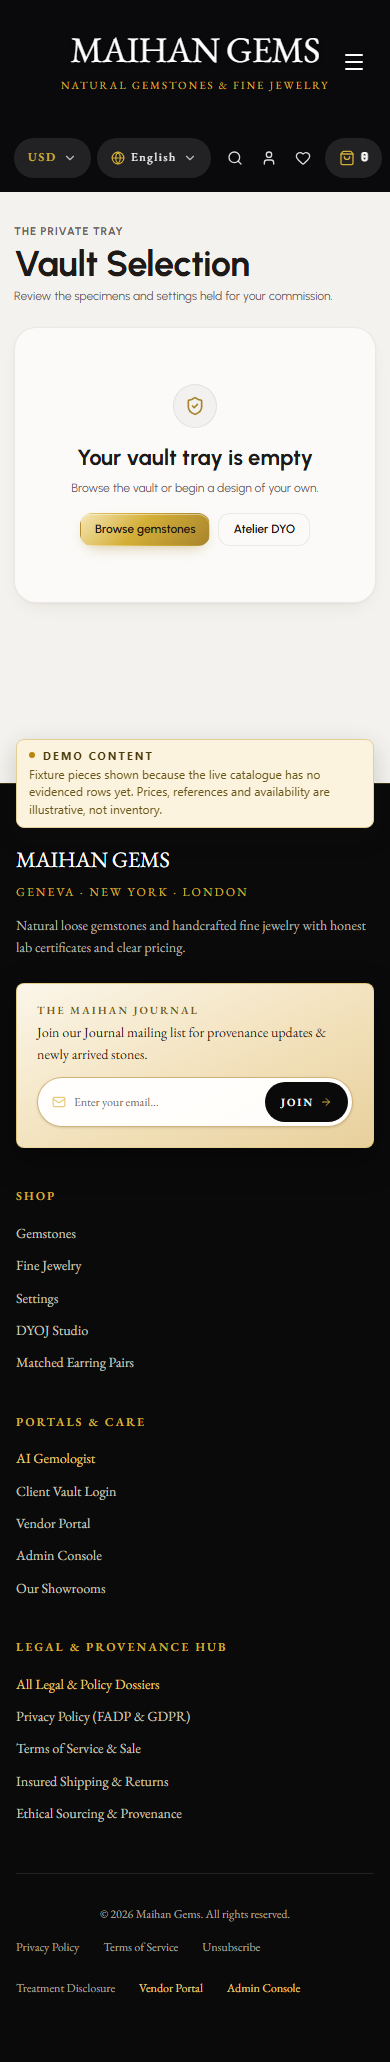 MAIHAN GEMS
NATURAL GEMSTONES & FINE JEWELRY
USD
English
0
THE PRIVATE TRAY
Vault Selection
Review the specimens and settings held for your commission.
Your vault tray is empty
Browse the vault or begin a design of your own.
Browse gemstones
Atelier DYO
DEMO CONTENT
Fixture pieces shown because the live catalogue has no
evidenced rows yet. Prices, references and availability are
illustrative, not inventory.
MAIHAN GEMS
GENEVA · NEW YORK · LONDON
Natural loose gemstones and handcrafted fine jewelry with honest
lab certificates and clear pricing.
THE MAIHAN JOURNAL
Join our Journal mailing list for provenance updates &
newly arrived stones.
Enter your email...
JOIN →
SHOP
Gemstones
Fine Jewelry
Settings
DYOJ Studio
Matched Earring Pairs
PORTALS & CARE
AI Gemologist
Client Vault Login
Vendor Portal
Admin Console
Our Showrooms
LEGAL & PROVENANCE HUB
All Legal & Policy Dossiers
Privacy Policy (FADP & GDPR)
Terms of Service & Sale
Insured Shipping & Returns
Ethical Sourcing & Provenance
© 2026 Maihan Gems. All rights reserved.
Privacy Policy Terms of Service Unsubscribe
Treatment Disclosure Vendor Portal Admin Console